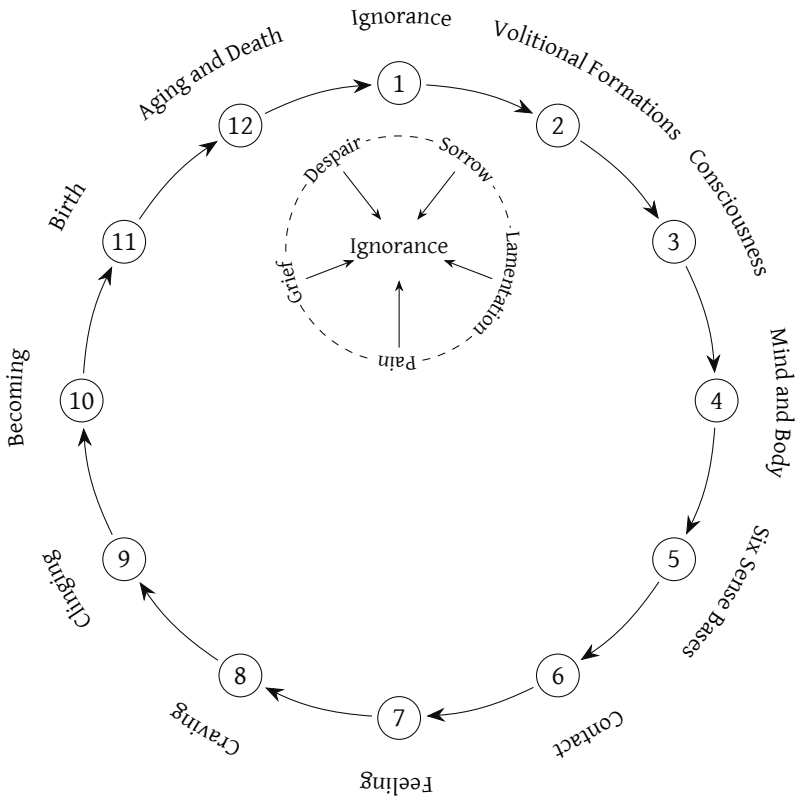 Ignorance
1
Volitional Formations
2
Consciousness
3
Mind and Body
4
Six Sense Bases
5
Contact
6
Feeling
7
Craving
8
Clinging
9
Becoming
10
Birth
11
Aging and Death
12
Despair
Sorrow
Ignorance
Grief
Lamentation
Pain